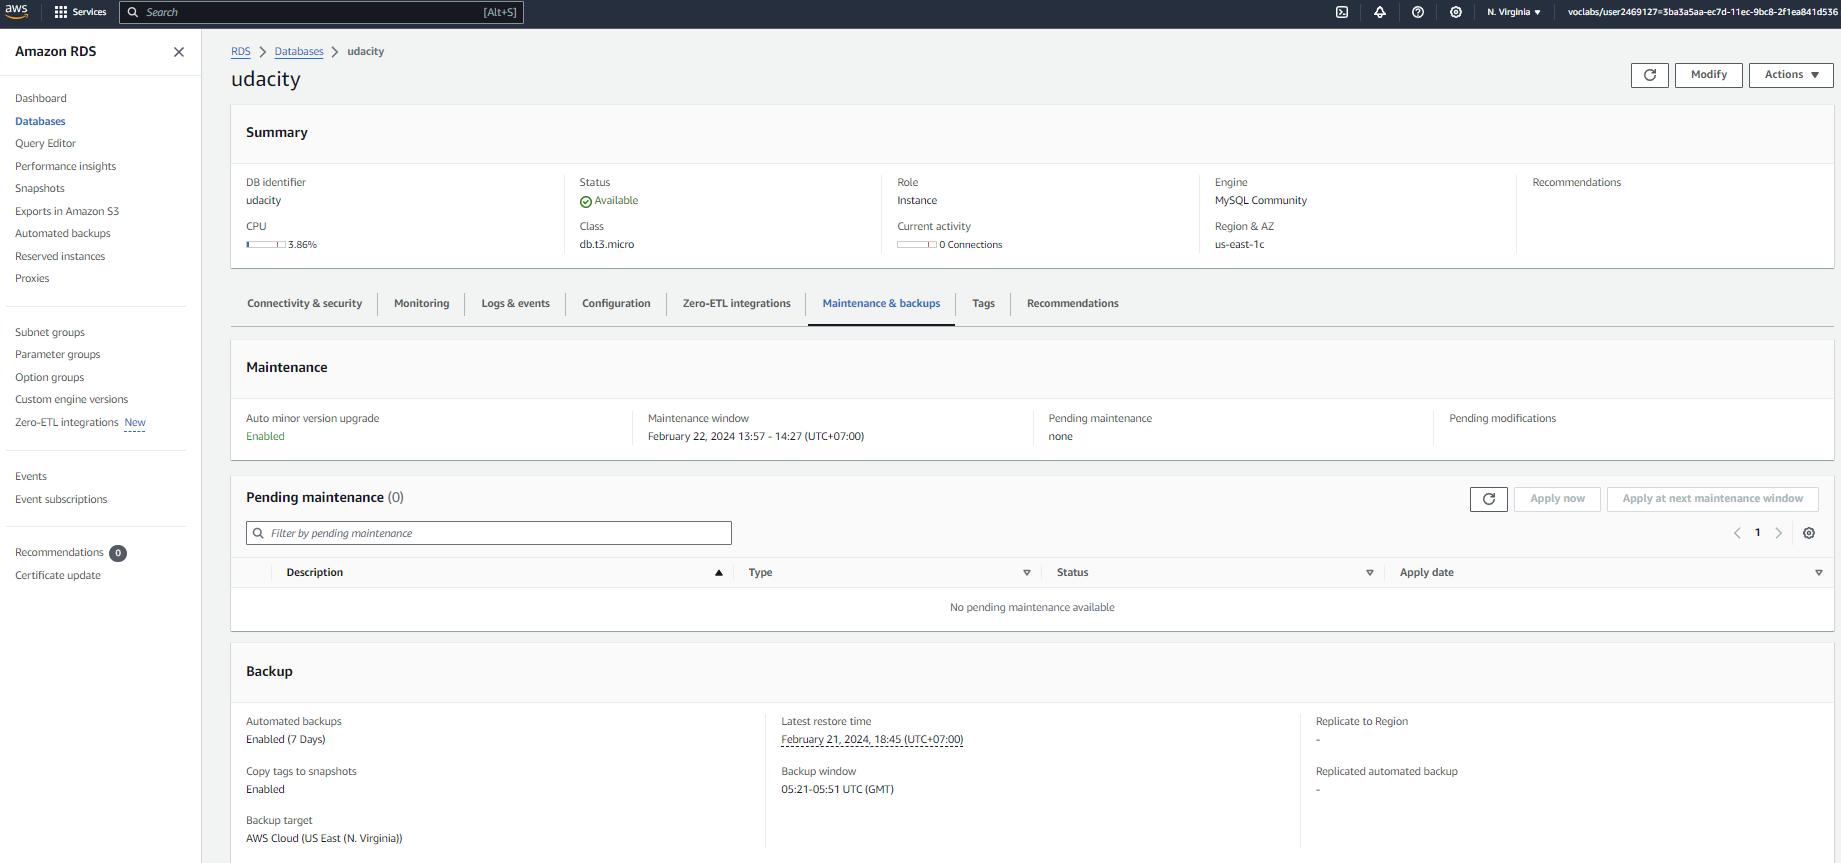 aws
Services
Search
[Alt+S]
N. Virginia
voclabs/user2469127=3ba3a5aa-ec7d-11ec-9bc8-2f1ea841d536
Amazon RDS
Dashboard
Databases
Query Editor
Performance insights
Snapshots
Exports in Amazon S3
Automated backups
Reserved instances
Proxies
Subnet groups
Parameter groups
Option groups
Custom engine versions
Zero-ETL integrations New
Events
Event subscriptions
Recommendations 0
Certificate update
RDS > Databases > udacity
udacity
Modify
Actions
Summary
DB identifier
udacity
CPU
3.86%
Status
Available
Class
db.t3.micro
Role
Instance
Current activity
0 Connections
Engine
MySQL Community
Region & AZ
us-east-1c
Recommendations
Connectivity & security
Monitoring
Logs & events
Configuration
Zero-ETL integrations
Maintenance & backups
Tags
Recommendations
Maintenance
Auto minor version upgrade
Enabled
Maintenance window
February 22, 2024 13:57 - 14:27 (UTC+07:00)
Pending maintenance
none
Pending modifications
Pending maintenance (0)
Apply now
Apply at next maintenance window
Filter by pending maintenance
1
Description
Type
Status
Apply date
No pending maintenance available
Backup
Automated backups
Enabled (7 Days)
Copy tags to snapshots
Enabled
Backup target
AWS Cloud (US East (N. Virginia))
Latest restore time
February 21, 2024, 18:45 (UTC+07:00)
Backup window
05:21-05:51 UTC (GMT)
Replicate to Region
-
Replicated automated backup
-